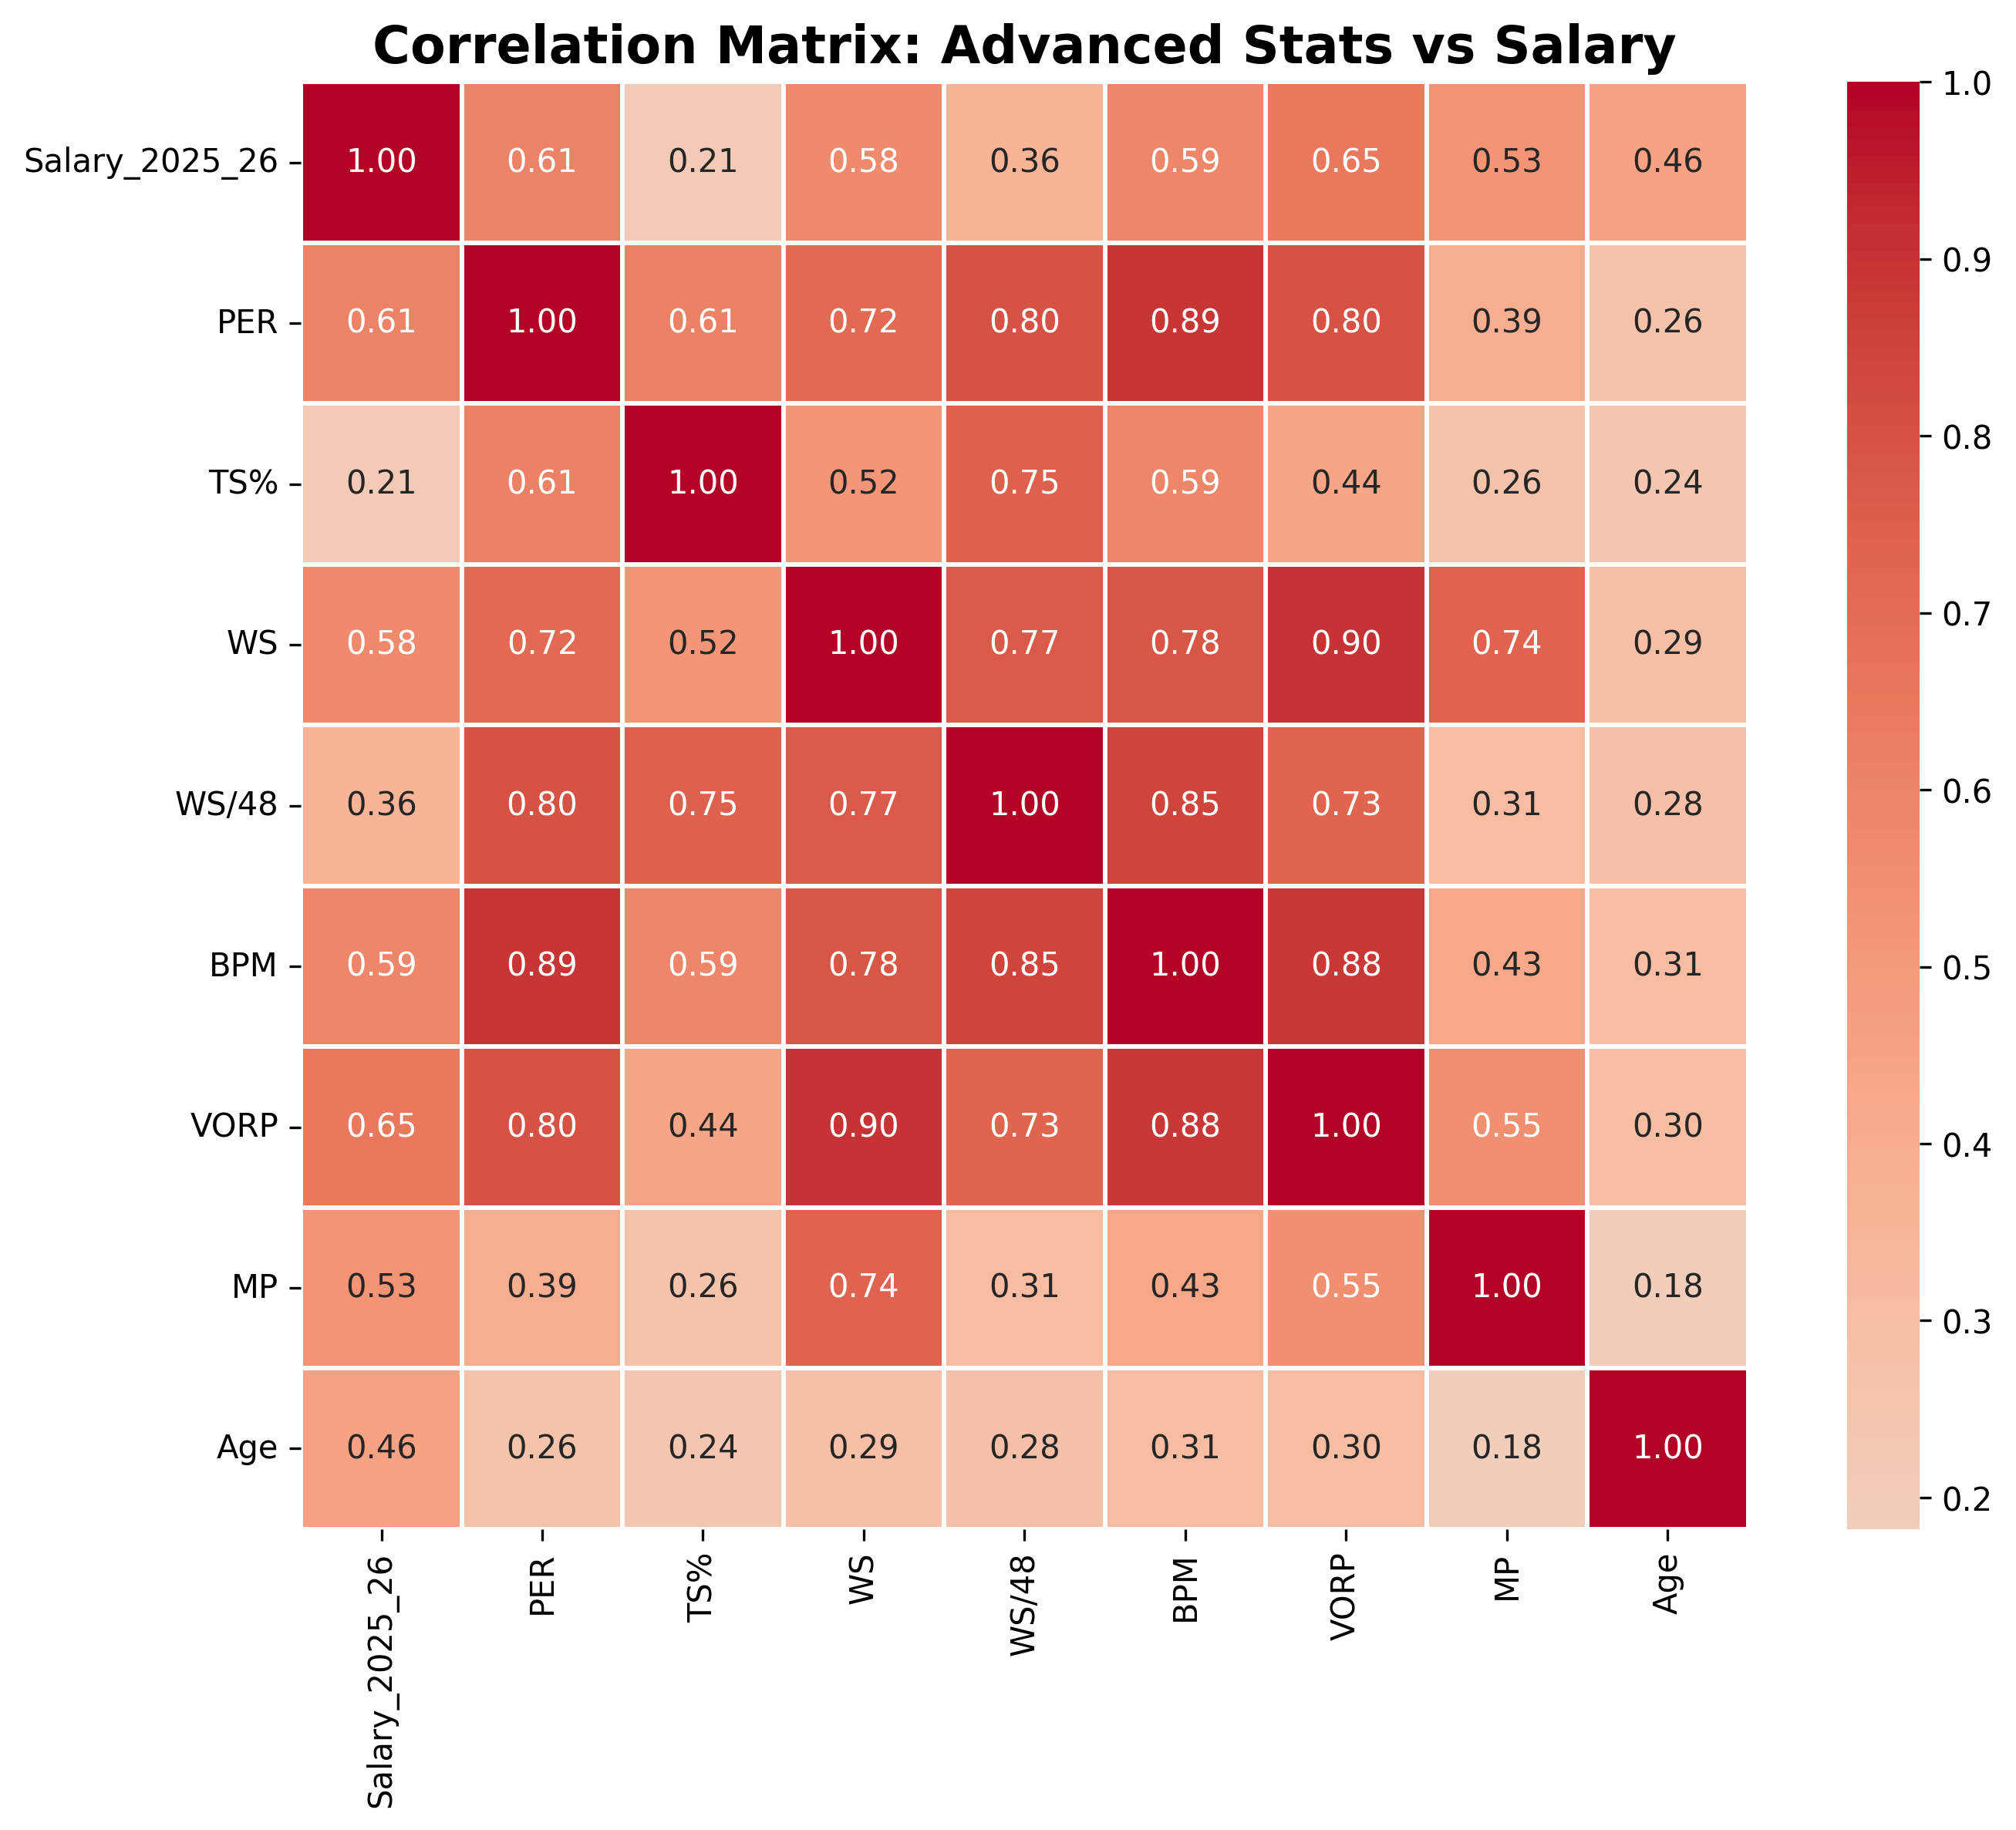 Correlation Matrix: Advanced Stats vs Salary
Salary_2025_26 1.00 0.61 0.21 0.58 0.36 0.59 0.65 0.53 0.46
PER 0.61 1.00 0.61 0.72 0.80 0.89 0.80 0.39 0.26
TS% 0.21 0.61 1.00 0.52 0.75 0.59 0.44 0.26 0.24
WS 0.58 0.72 0.52 1.00 0.77 0.78 0.90 0.74 0.29
WS/48 0.36 0.80 0.75 0.77 1.00 0.85 0.73 0.31 0.28
BPM 0.59 0.89 0.59 0.78 0.85 1.00 0.88 0.43 0.31
VORP 0.65 0.80 0.44 0.90 0.73 0.88 1.00 0.55 0.30
MP 0.53 0.39 0.26 0.74 0.31 0.43 0.55 1.00 0.18
Age 0.46 0.26 0.24 0.29 0.28 0.31 0.30 0.18 1.00
Salary_2025_26 PER TS% WS WS/48 BPM VORP MP Age
1.0
0.9
0.8
0.7
0.6
0.5
0.4
0.3
0.2